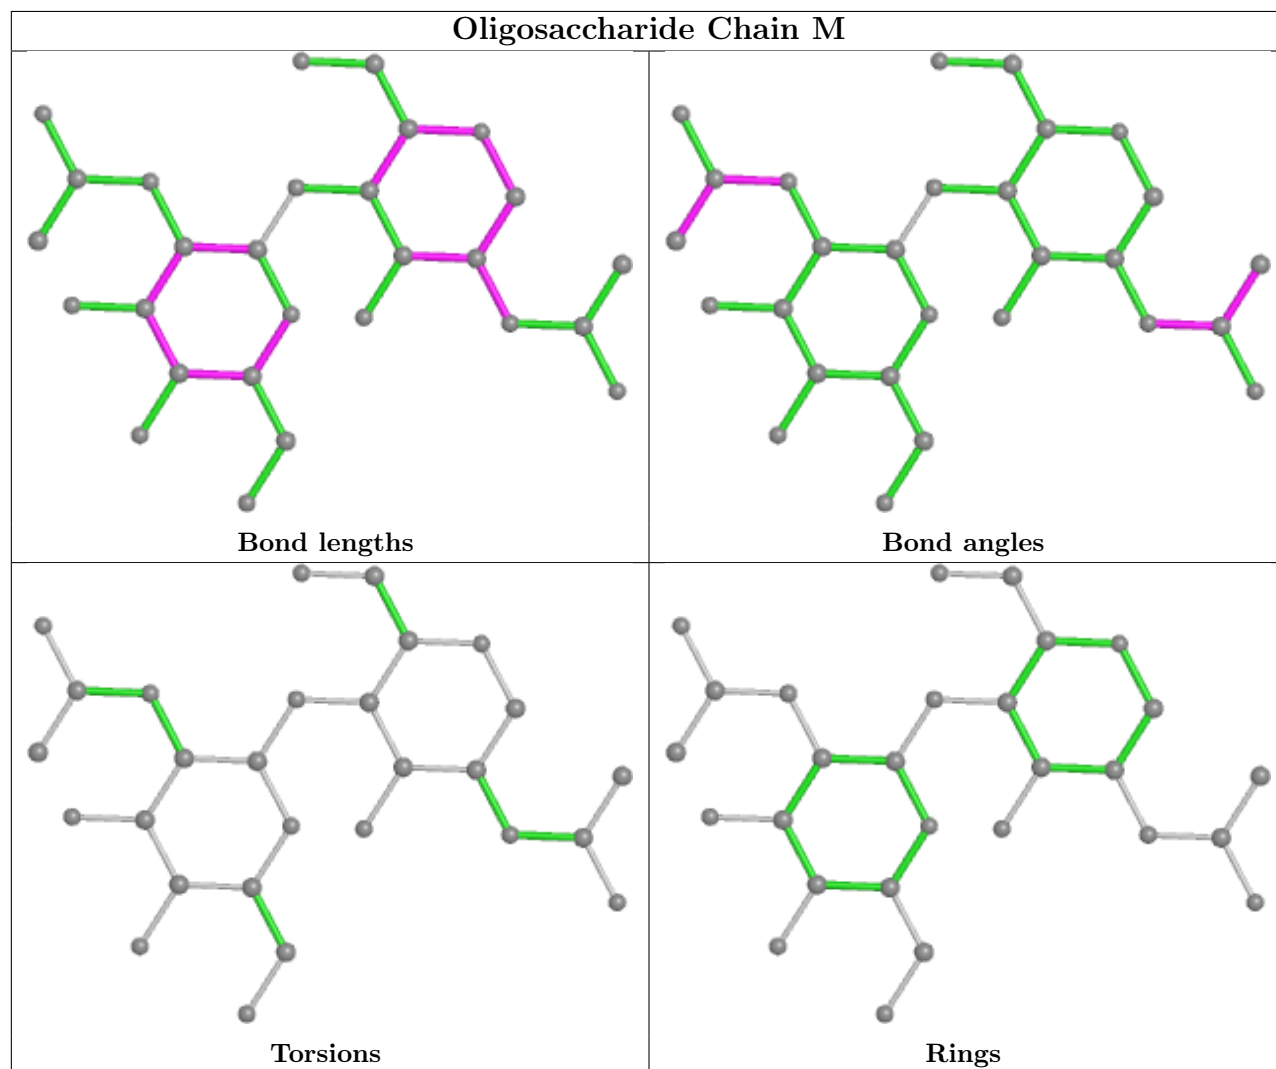 Oligosaccharide Chain M
Bond lengths
Bond angles
Torsions
Rings